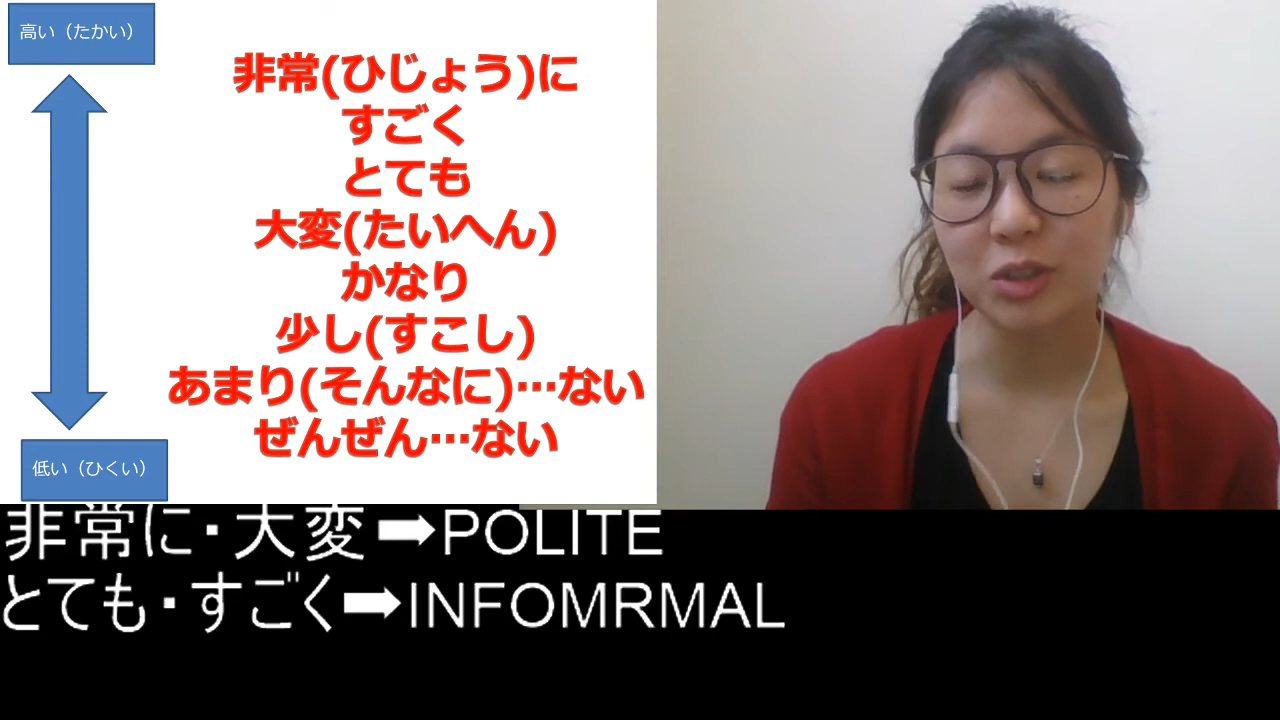 高い（たかい）
非常(ひじょう)に
すごく
とても
大変(たいへん)
かなり
少し(すこし)
あまり(そんなに)…ない
ぜんぜん…ない
低い（ひくい）
非常に・大変➡POLITE
とても・すごく➡INFOMRMAL